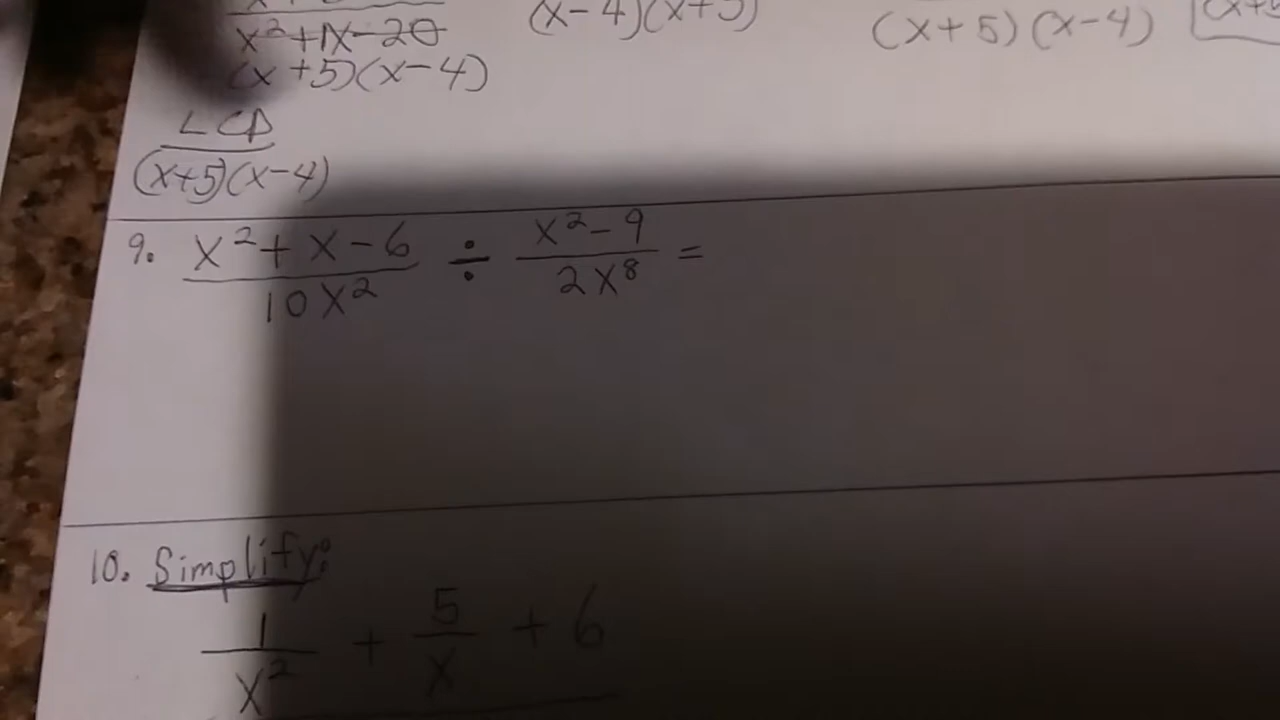 x²+1x-20 (x-4)(x+5) (x+5)(x-4)
(x+5)(x-4)
LCD
(x+5)(x-4)
9. x²+x-6 ÷ x²-9 =
10x² 2x⁸
10. Simplify:
1 + 5 + 6
x² x